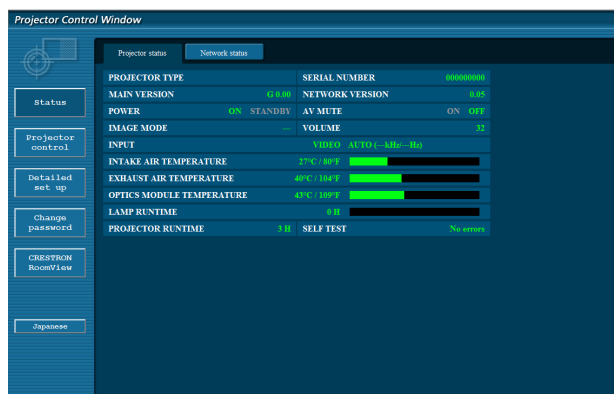 Projector Control Window
Projector status
Network status
PROJECTOR TYPE
SERIAL NUMBER 000000000
MAIN VERSION G 0.00
NETWORK VERSION 0.05
POWER ON STANDBY
AV MUTE ON OFF
IMAGE MODE —
VOLUME 32
INPUT VIDEO AUTO (—kHz/—Hz)
INTAKE AIR TEMPERATURE 27°C / 80°F
EXHAUST AIR TEMPERATURE 40°C / 104°F
OPTICS MODULE TEMPERATURE 43°C / 109°F
LAMP RUNTIME 0 H
PROJECTOR RUNTIME 3 H
SELF TEST No errors
Status
Projector
control
Detailed
set up
Change
password
CRESTRON
RoomView
Japanese